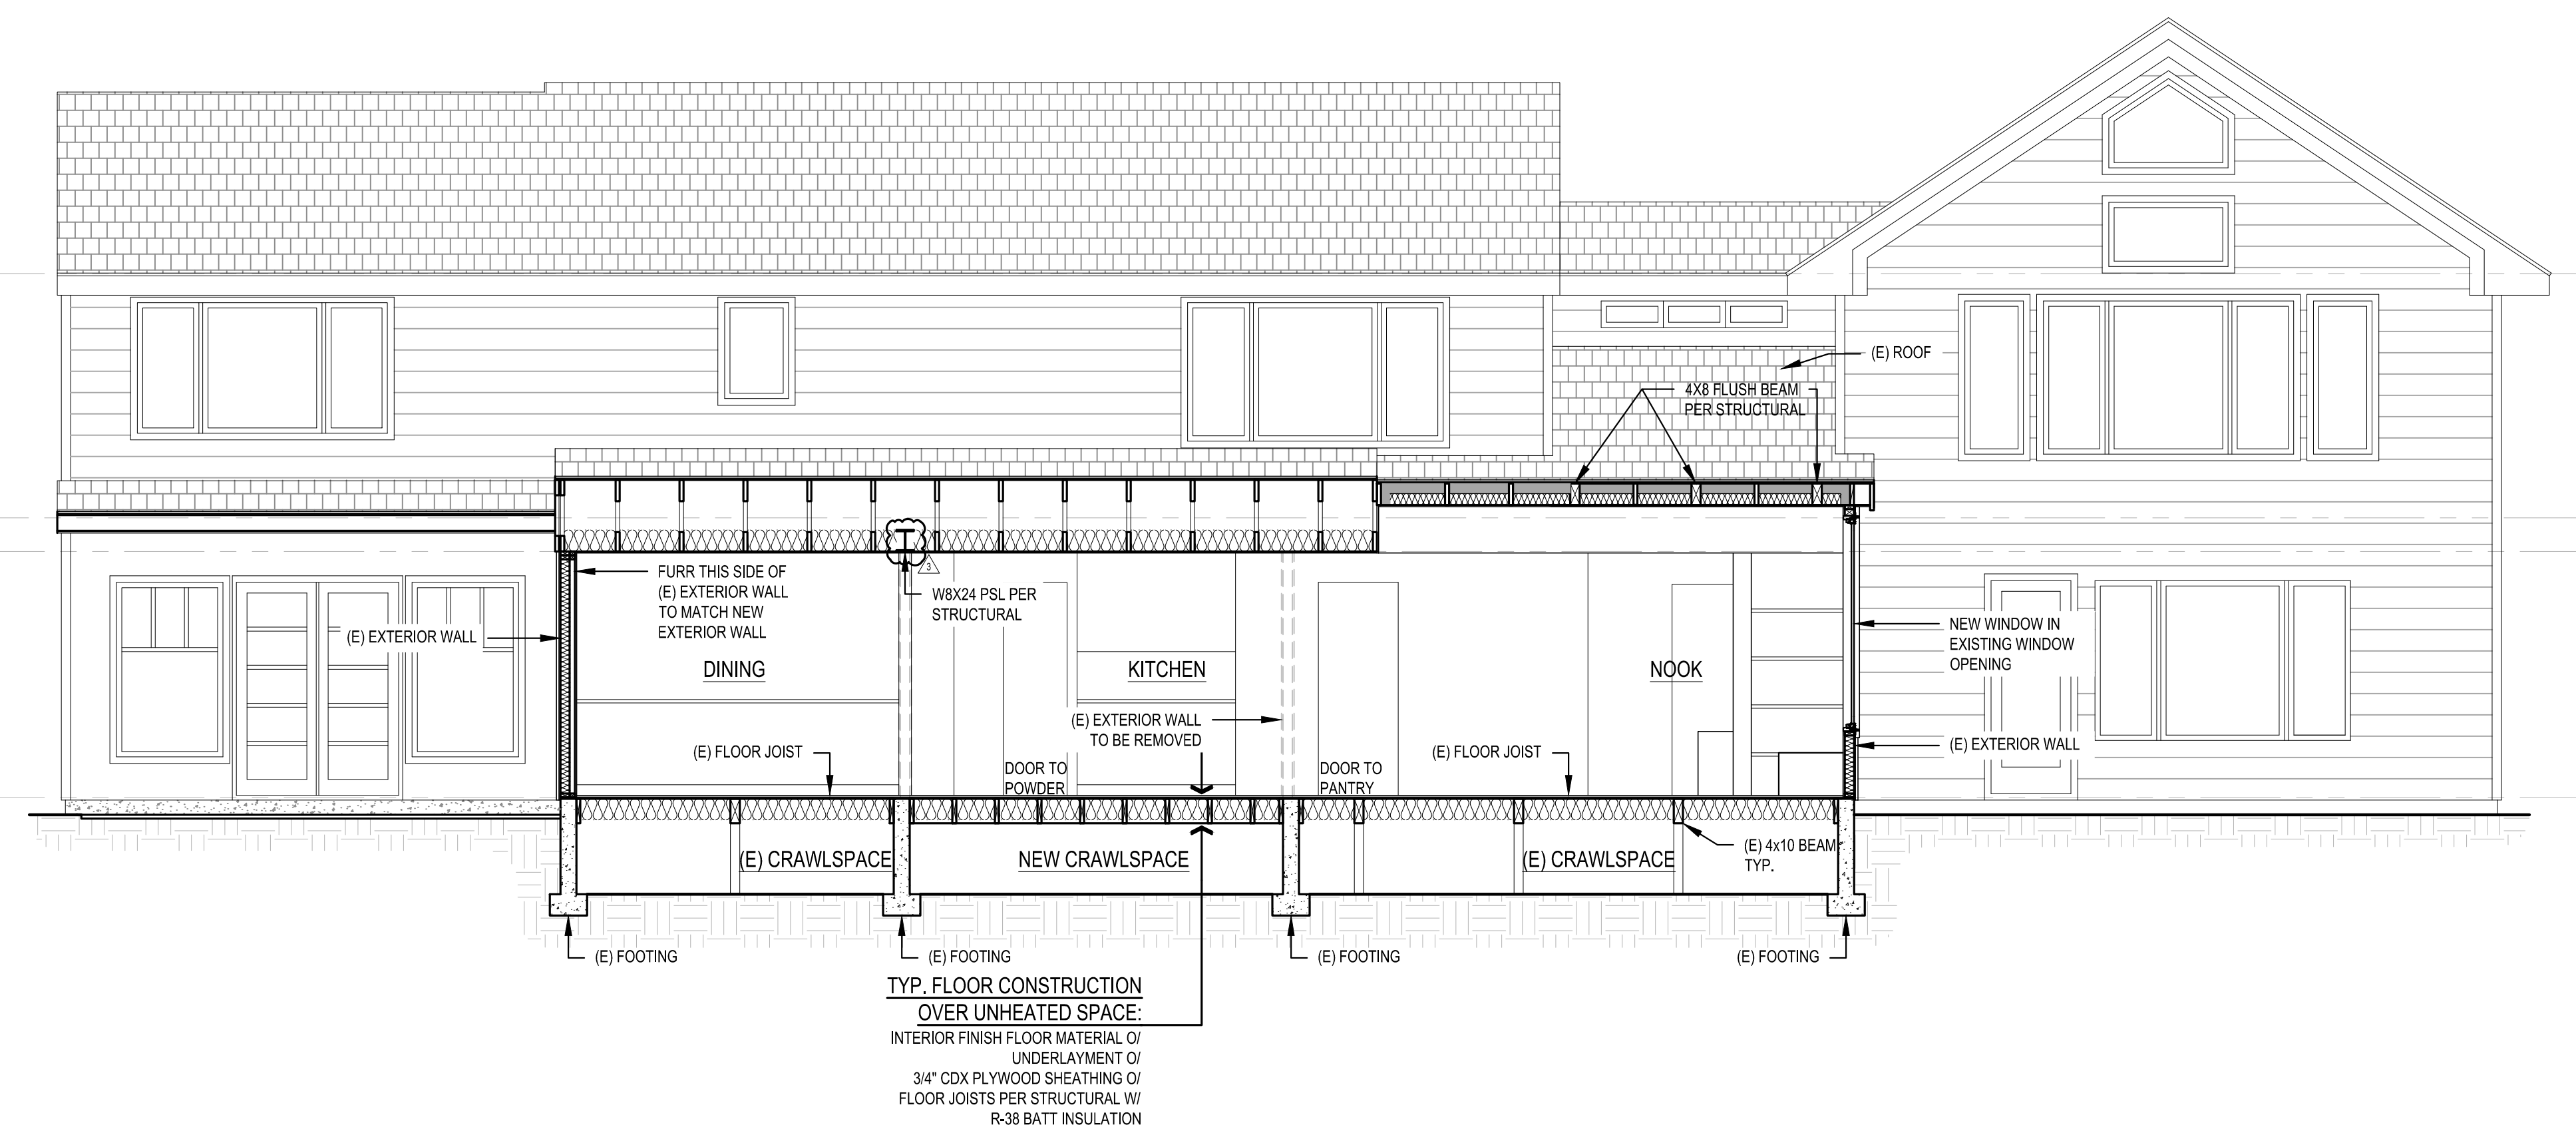 (E) ROOF
4X8 FLUSH BEAM
PER STRUCTURAL
3
FURR THIS SIDE OF
(E) EXTERIOR WALL
TO MATCH NEW
EXTERIOR WALL
W8X24 PSL PER
STRUCTURAL
(E) EXTERIOR WALL
NEW WINDOW IN
EXISTING WINDOW
OPENING
DINING
KITCHEN
NOOK
(E) EXTERIOR WALL
TO BE REMOVED
(E) FLOOR JOIST
(E) FLOOR JOIST
(E) EXTERIOR WALL
DOOR TO
POWDER
DOOR TO
PANTRY
(E) CRAWLSPACE
NEW CRAWLSPACE
(E) CRAWLSPACE
(E) 4x10 BEAM
TYP.
(E) FOOTING
(E) FOOTING
(E) FOOTING
(E) FOOTING
TYP. FLOOR CONSTRUCTION
OVER UNHEATED SPACE:
INTERIOR FINISH FLOOR MATERIAL O/
UNDERLAYMENT O/
3/4" CDX PLYWOOD SHEATHING O/
FLOOR JOISTS PER STRUCTURAL W/
R-38 BATT INSULATION